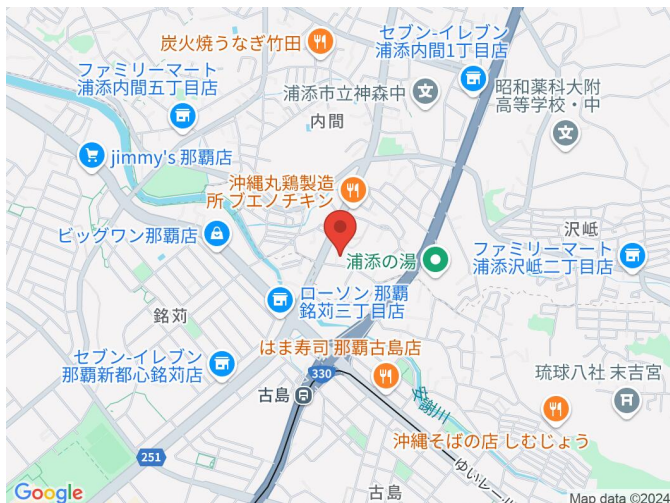 炭火焼うなぎ竹田
セブン-イレブン
浦添内間1丁目店
ファミリーマート
浦添内間五丁目店
浦添市立神森中
昭和薬科大附
高等学校・中
内間
jimmy's 那覇店
沖縄丸鶏製造
所 ブエノチキン
沢岻
ビッグワン那覇店
浦添の湯
ファミリーマート
浦添沢岻二丁目店
ローソン 那覇
銘苅三丁目店
銘苅
はま寿司 那覇古島店
セブン-イレブン
那覇新都心銘苅店
330
古島
安謝川
琉球八社 末吉宮
沖縄そばの店 しむじょう
251
ゆいレール
古島
Google
Map data ©2024